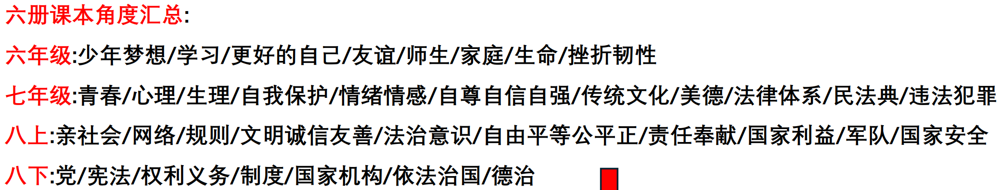 六册课本角度汇总:
六年级:少年梦想/学习/更好的自己/友谊/师生/家庭/生命/挫折韧性
七年级:青春/心理/生理/自我保护/情绪情感/自尊自信自强/传统文化/美德/法律体系/民法典/违法犯罪
八上:亲社会/网络/规则/文明诚信友善/法治意识/自由平等公平正/责任奉献/国家利益/军队/国家安全
八下:党/宪法/权利义务/制度/国家机构/依法治国/德治